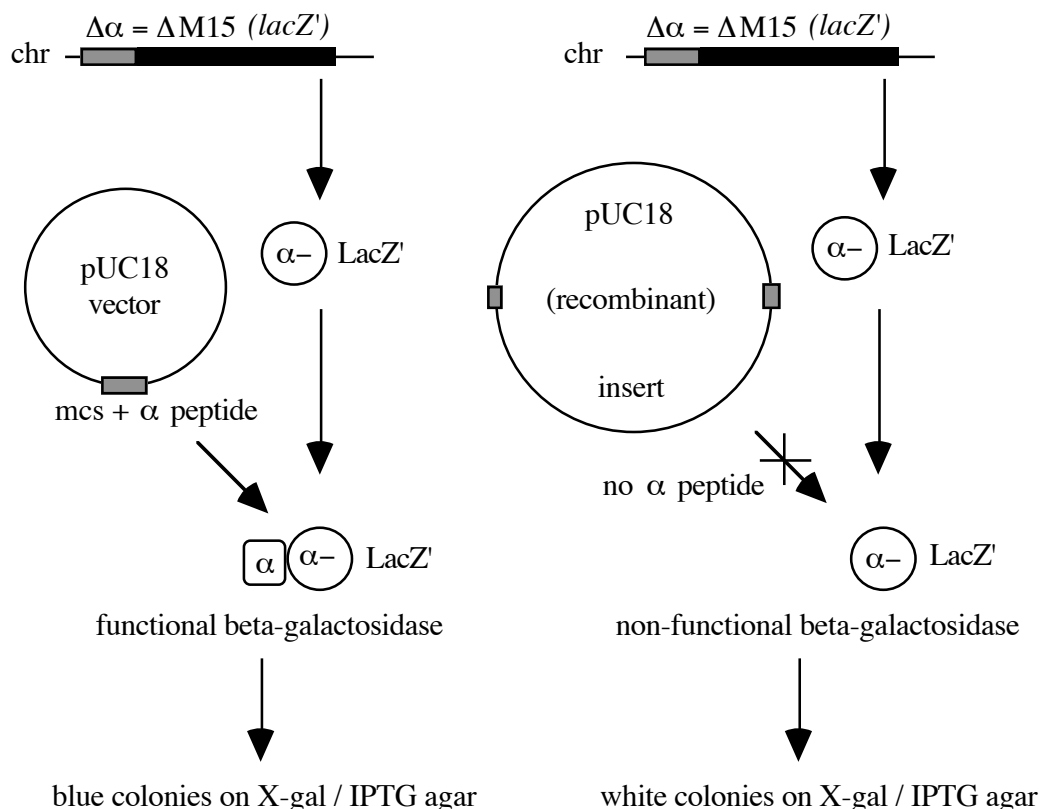 Δα = ΔM15 (lacZ')
chr
pUC18
vector
α–
LacZ'
mcs + α peptide
α
α–
LacZ'
functional beta-galactosidase
blue colonies on X-gal / IPTG agar
Δα = ΔM15 (lacZ')
chr
pUC18
(recombinant)
insert
α–
LacZ'
no α peptide
α–
LacZ'
non-functional beta-galactosidase
white colonies on X-gal / IPTG agar